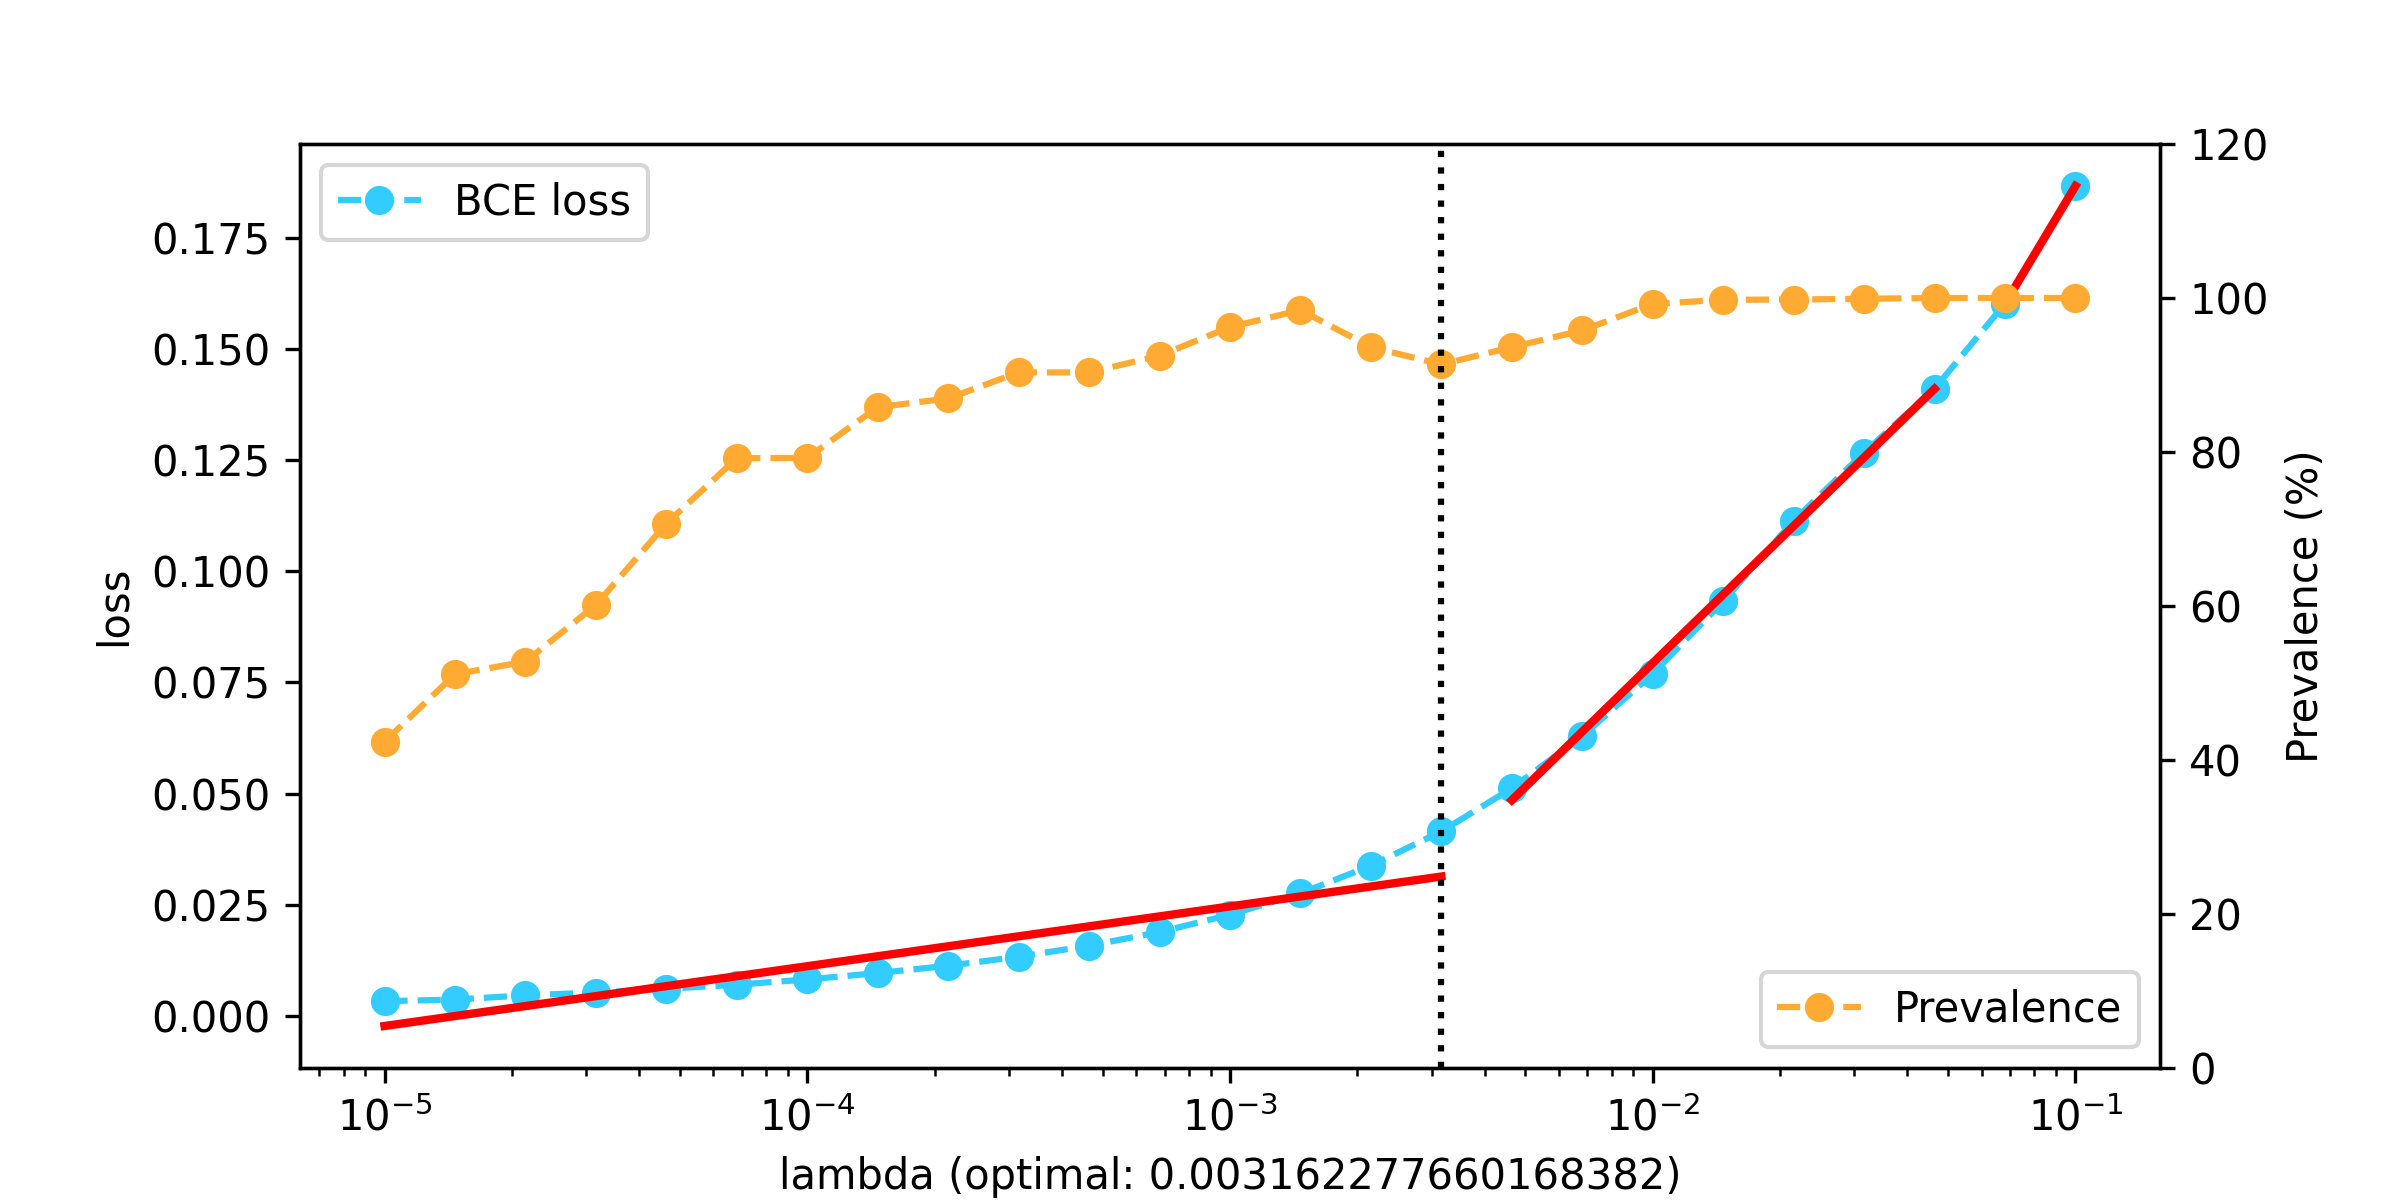 BCE loss
0.175
0.150
0.125
0.100
0.075
0.050
0.025
0.000
loss
120
100
80
60
40
20
0
Prevalence (%)
Prevalence
10⁻⁵ 10⁻⁴ 10⁻³ 10⁻² 10⁻¹
lambda (optimal: 0.0031622776601683​82)